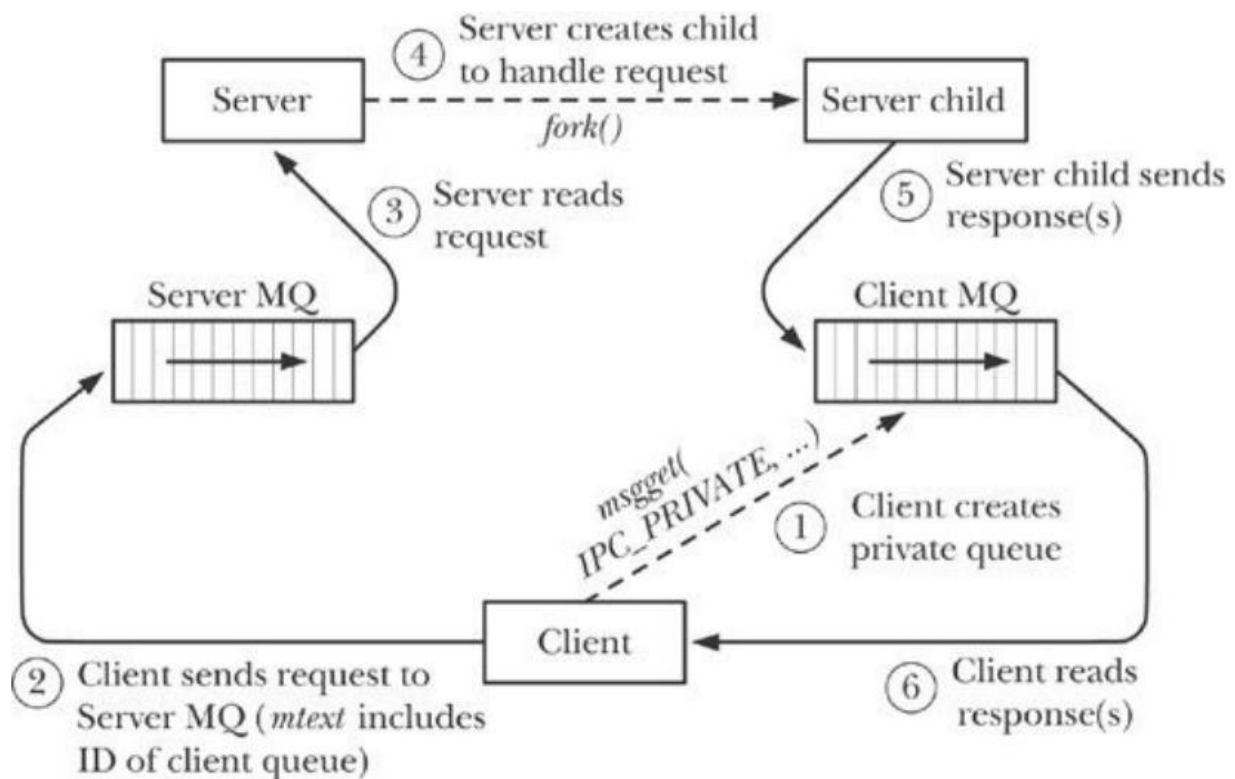 4
Server creates child
to handle request
Server
Server child
fork()
3
Server reads
request
5
Server child sends
response(s)
Server MQ
Client MQ
msgget(
IPC_PRIVATE, ...)
1
Client creates
private queue
Client
2
Client sends request to
Server MQ (mtext includes
ID of client queue)
6
Client reads
response(s)